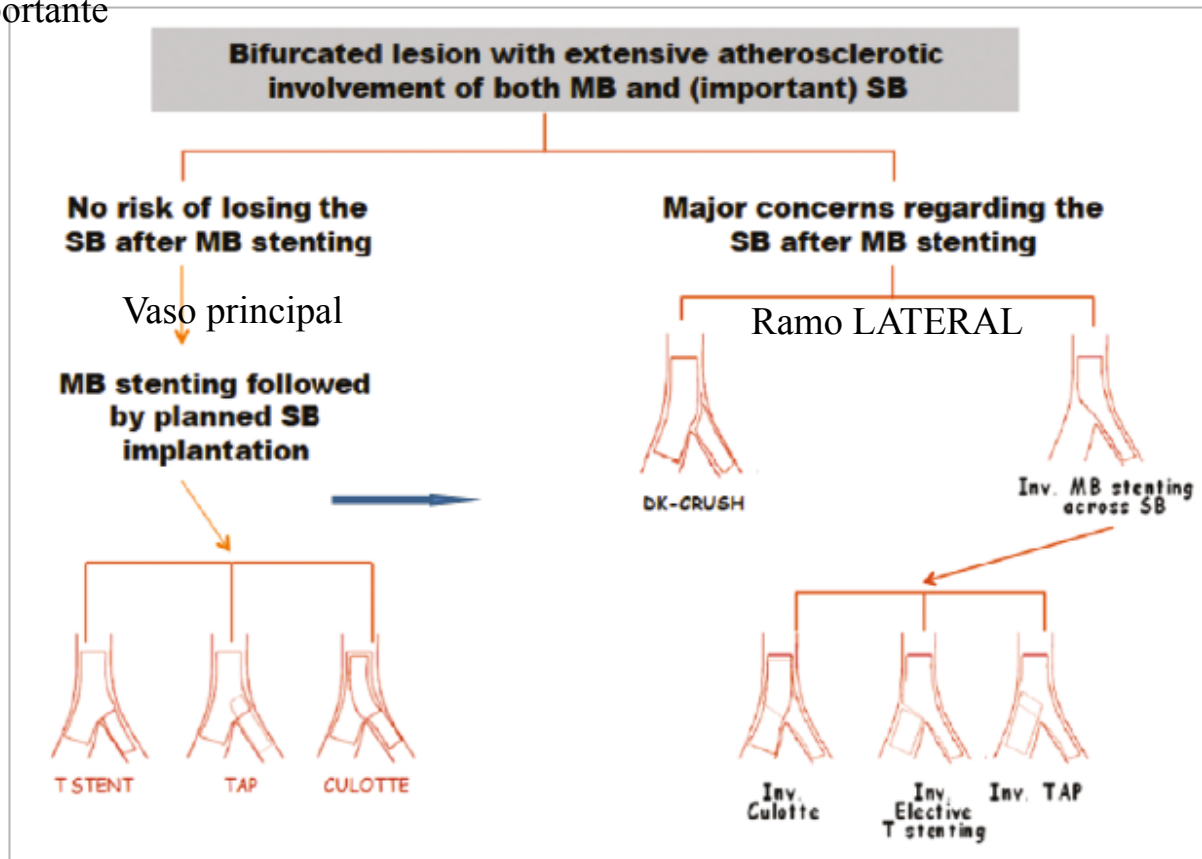 Bifurcated lesion with extensive atherosclerotic
involvement of both MB and (important) SB
No risk of losing the
SB after MB stenting
Vaso principal
MB stenting followed
by planned SB
implantation
T STENT
TAP
CULOTTE
Major concerns regarding the
SB after MB stenting
Ramo LATERAL
DK-CRUSH
Inv. MB stenting
across SB
Inv.
Culotte
Inv.
Elective
T stenting
Inv. TAP